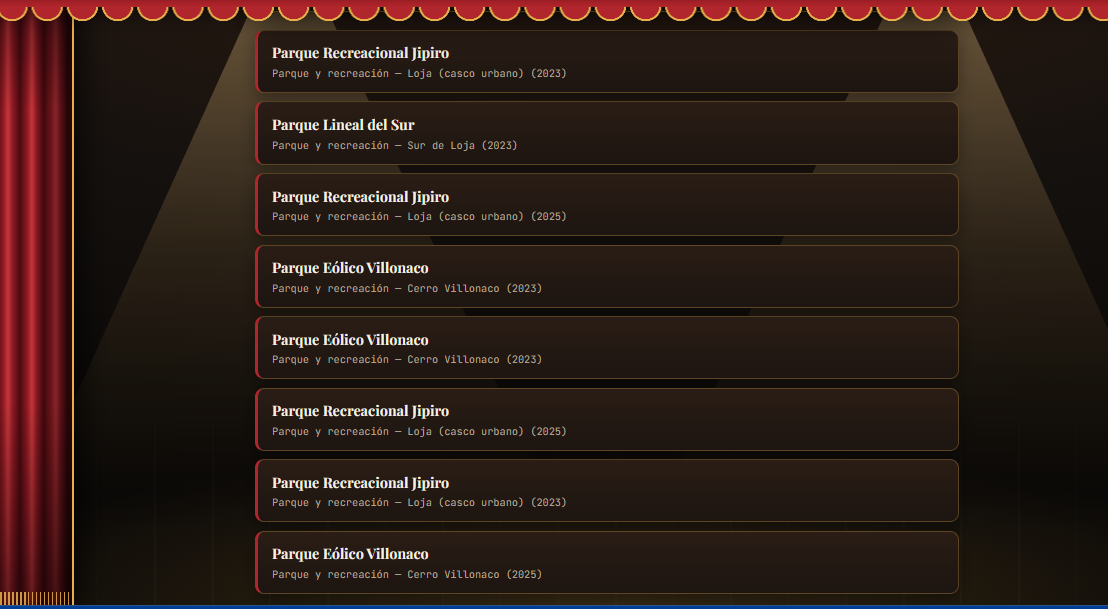 Parque Recreacional Jipiro
Parque y recreación — Loja (casco urbano) (2023)
Parque Lineal del Sur
Parque y recreación — Sur de Loja (2023)
Parque Recreacional Jipiro
Parque y recreación — Loja (casco urbano) (2025)
Parque Eólico Villonaco
Parque y recreación — Cerro Villonaco (2023)
Parque Eólico Villonaco
Parque y recreación — Cerro Villonaco (2023)
Parque Recreacional Jipiro
Parque y recreación — Loja (casco urbano) (2025)
Parque Recreacional Jipiro
Parque y recreación — Loja (casco urbano) (2023)
Parque Eólico Villonaco
Parque y recreación — Cerro Villonaco (2025)